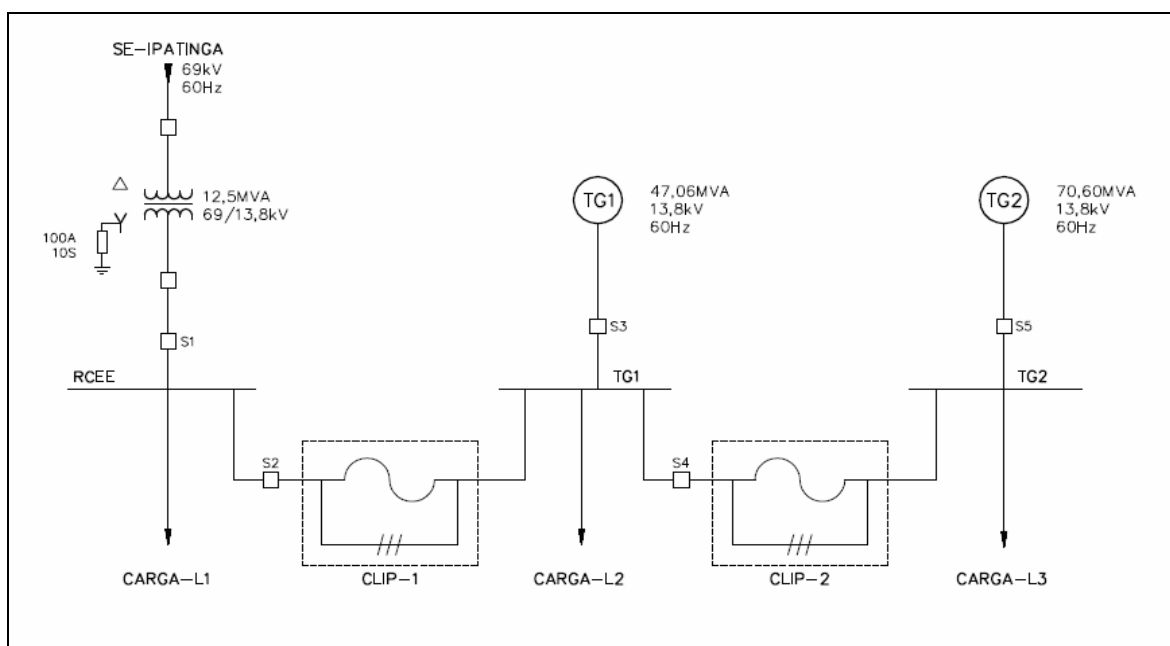 SE-IPATINGA
69kV
60Hz
12,5MVA
69/13,8kV
100A
10S
S1
RCEE
TG1
47,06MVA
13,8kV
60Hz
S3
TG1
TG2
70,60MVA
13,8kV
60Hz
S5
TG2
S2
S4
CARGA-L1
CLIP-1
CARGA-L2
CLIP-2
CARGA-L3